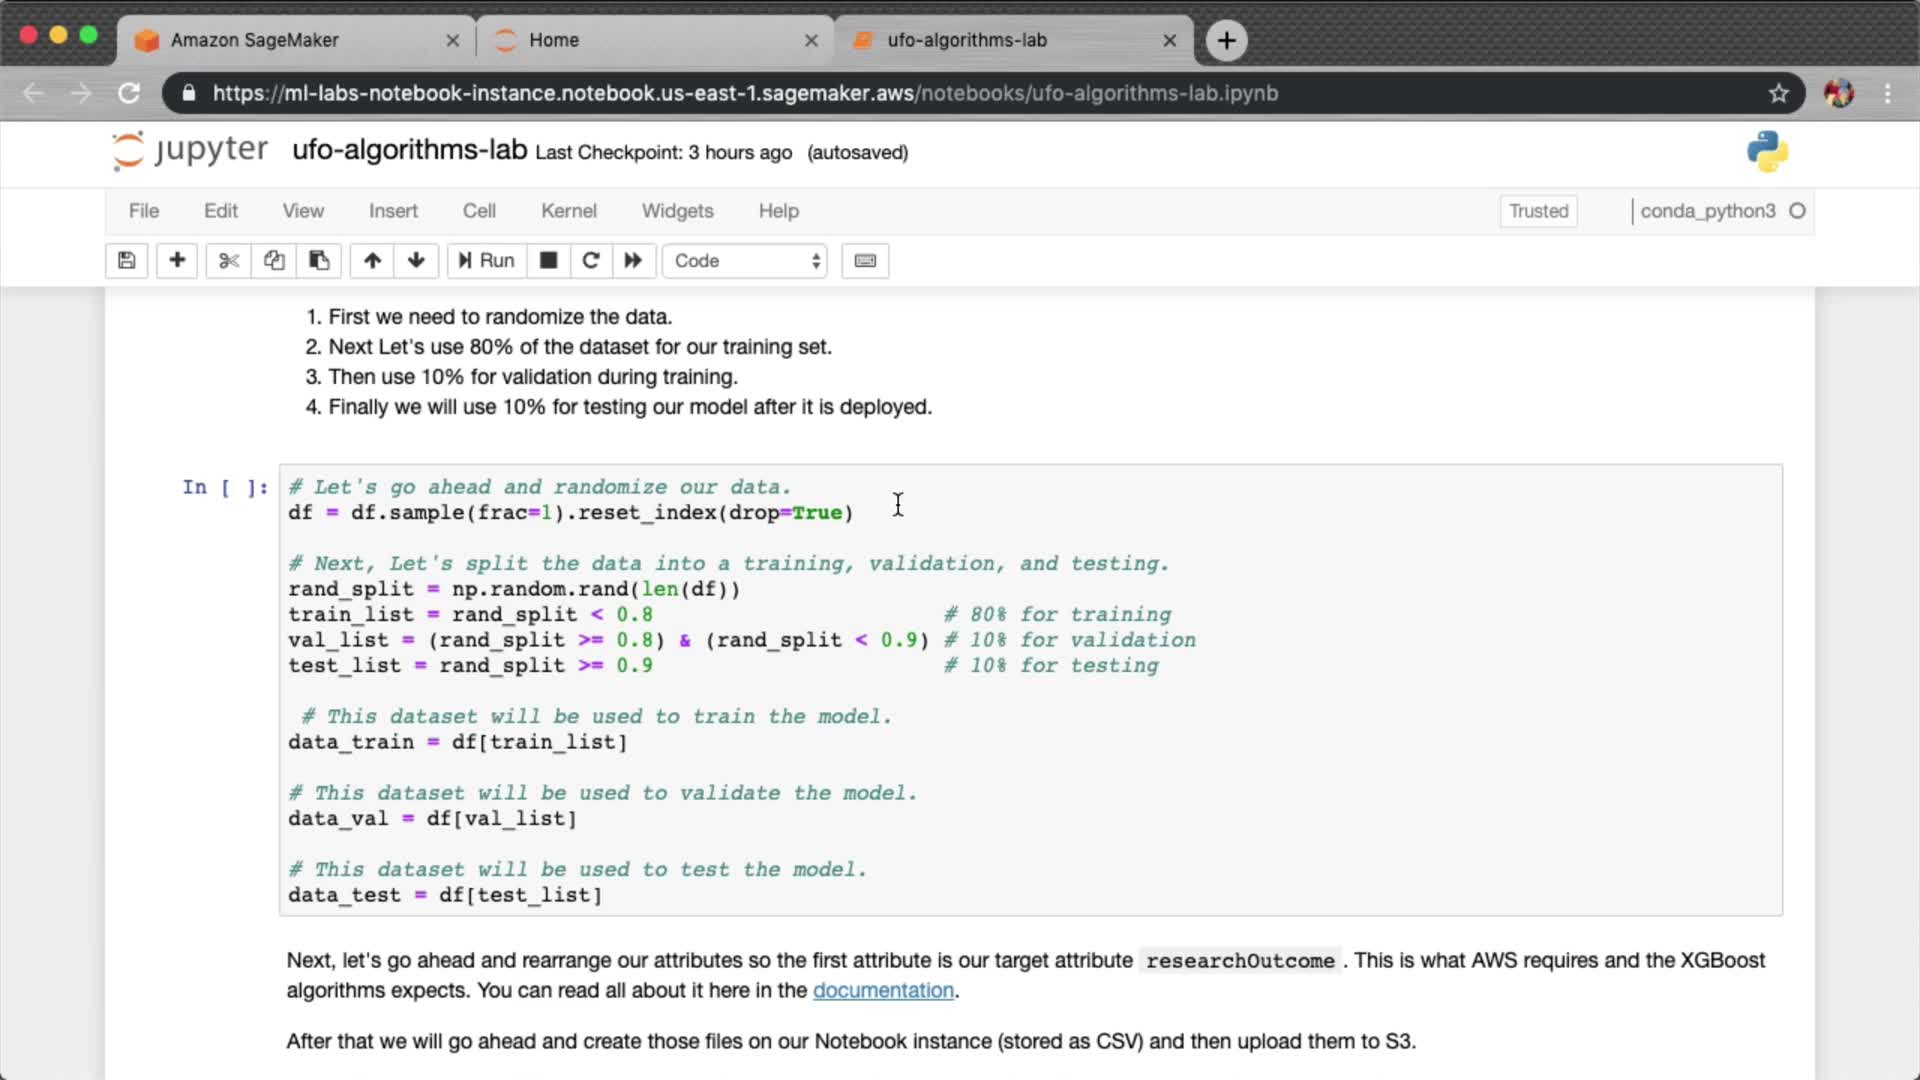 Amazon SageMaker
Home
ufo-algorithms-lab
https://ml-labs-notebook-instance.notebook.us-east-1.sagemaker.aws/notebooks/ufo-algorithms-lab.ipynb
jupyter ufo-algorithms-lab Last Checkpoint: 3 hours ago (autosaved)
File Edit View Insert Cell Kernel Widgets Help Trusted conda_python3
Run Code
1. First we need to randomize the data.
2. Next Let's use 80% of the dataset for our training set.
3. Then use 10% for validation during training.
4. Finally we will use 10% for testing our model after it is deployed.
In [ ]: # Let's go ahead and randomize our data.
df = df.sample(frac=1).reset_index(drop=True)
# Next, Let's split the data into a training, validation, and testing.
rand_split = np.random.rand(len(df))
train_list = rand_split < 0.8 # 80% for training
val_list = (rand_split >= 0.8) & (rand_split < 0.9) # 10% for validation
test_list = rand_split >= 0.9 # 10% for testing
# This dataset will be used to train the model.
data_train = df[train_list]
# This dataset will be used to validate the model.
data_val = df[val_list]
# This dataset will be used to test the model.
data_test = df[test_list]
Next, let's go ahead and rearrange our attributes so the first attribute is our target attribute researchOutcome . This is what AWS requires and the XGBoost
algorithms expects. You can read all about it here in the documentation.
After that we will go ahead and create those files on our Notebook instance (stored as CSV) and then upload them to S3.